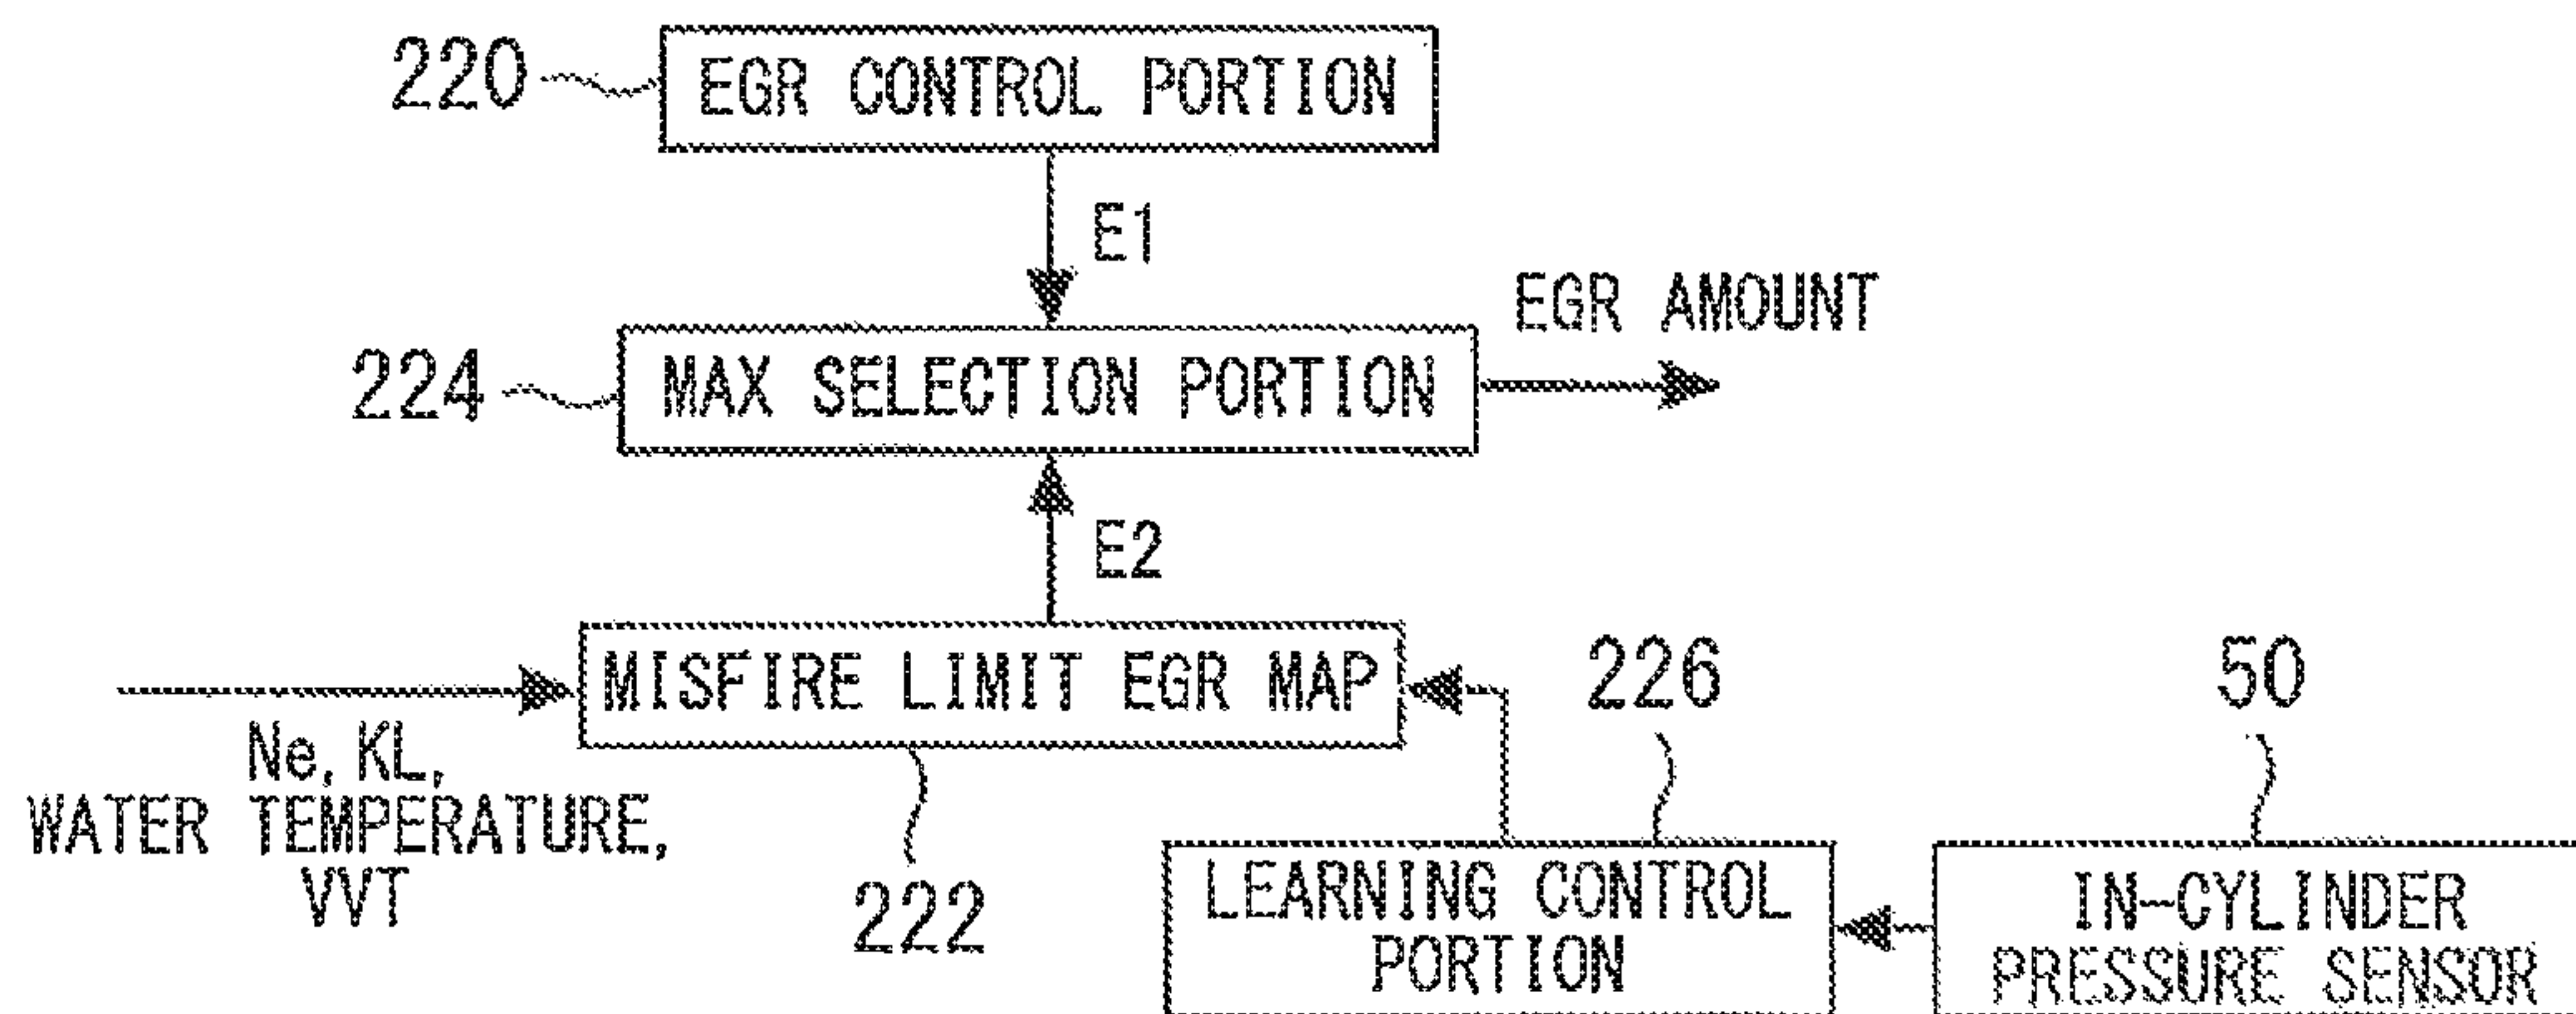 220
EGR CONTROL PORTION
E1
EGR AMOUNT
224
MAX SELECTION PORTION
E2
MISFIRE LIMIT EGR MAP
226
50
Ne, KL,
WATER TEMPERATURE,
VVT
222
LEARNING CONTROL
PORTION
IN-CYLINDER
PRESSURE SENSOR